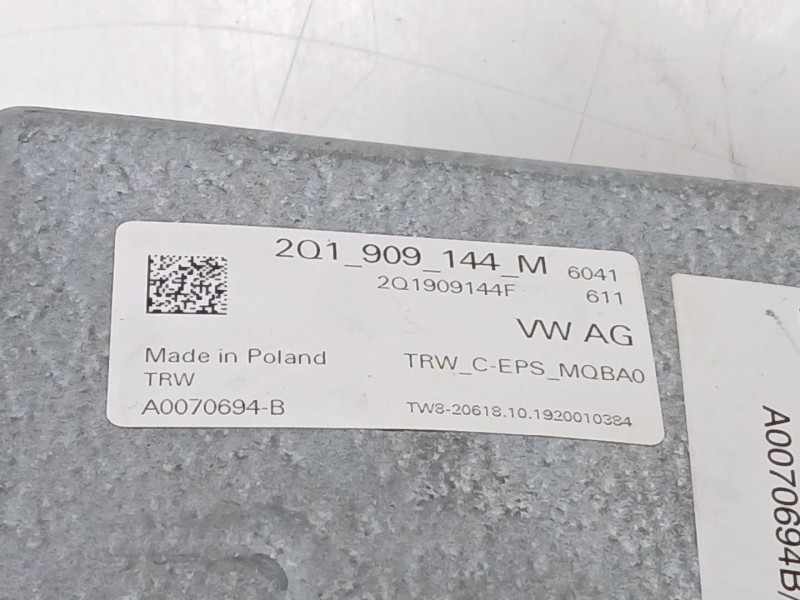 2Q1_909_144_M 6041
2Q1909144F 611
VW AG
Made in Poland TRW_C-EPS_MQBA0
TRW
A0070694-B TW8-20618.10.1920010384
A0070694B/